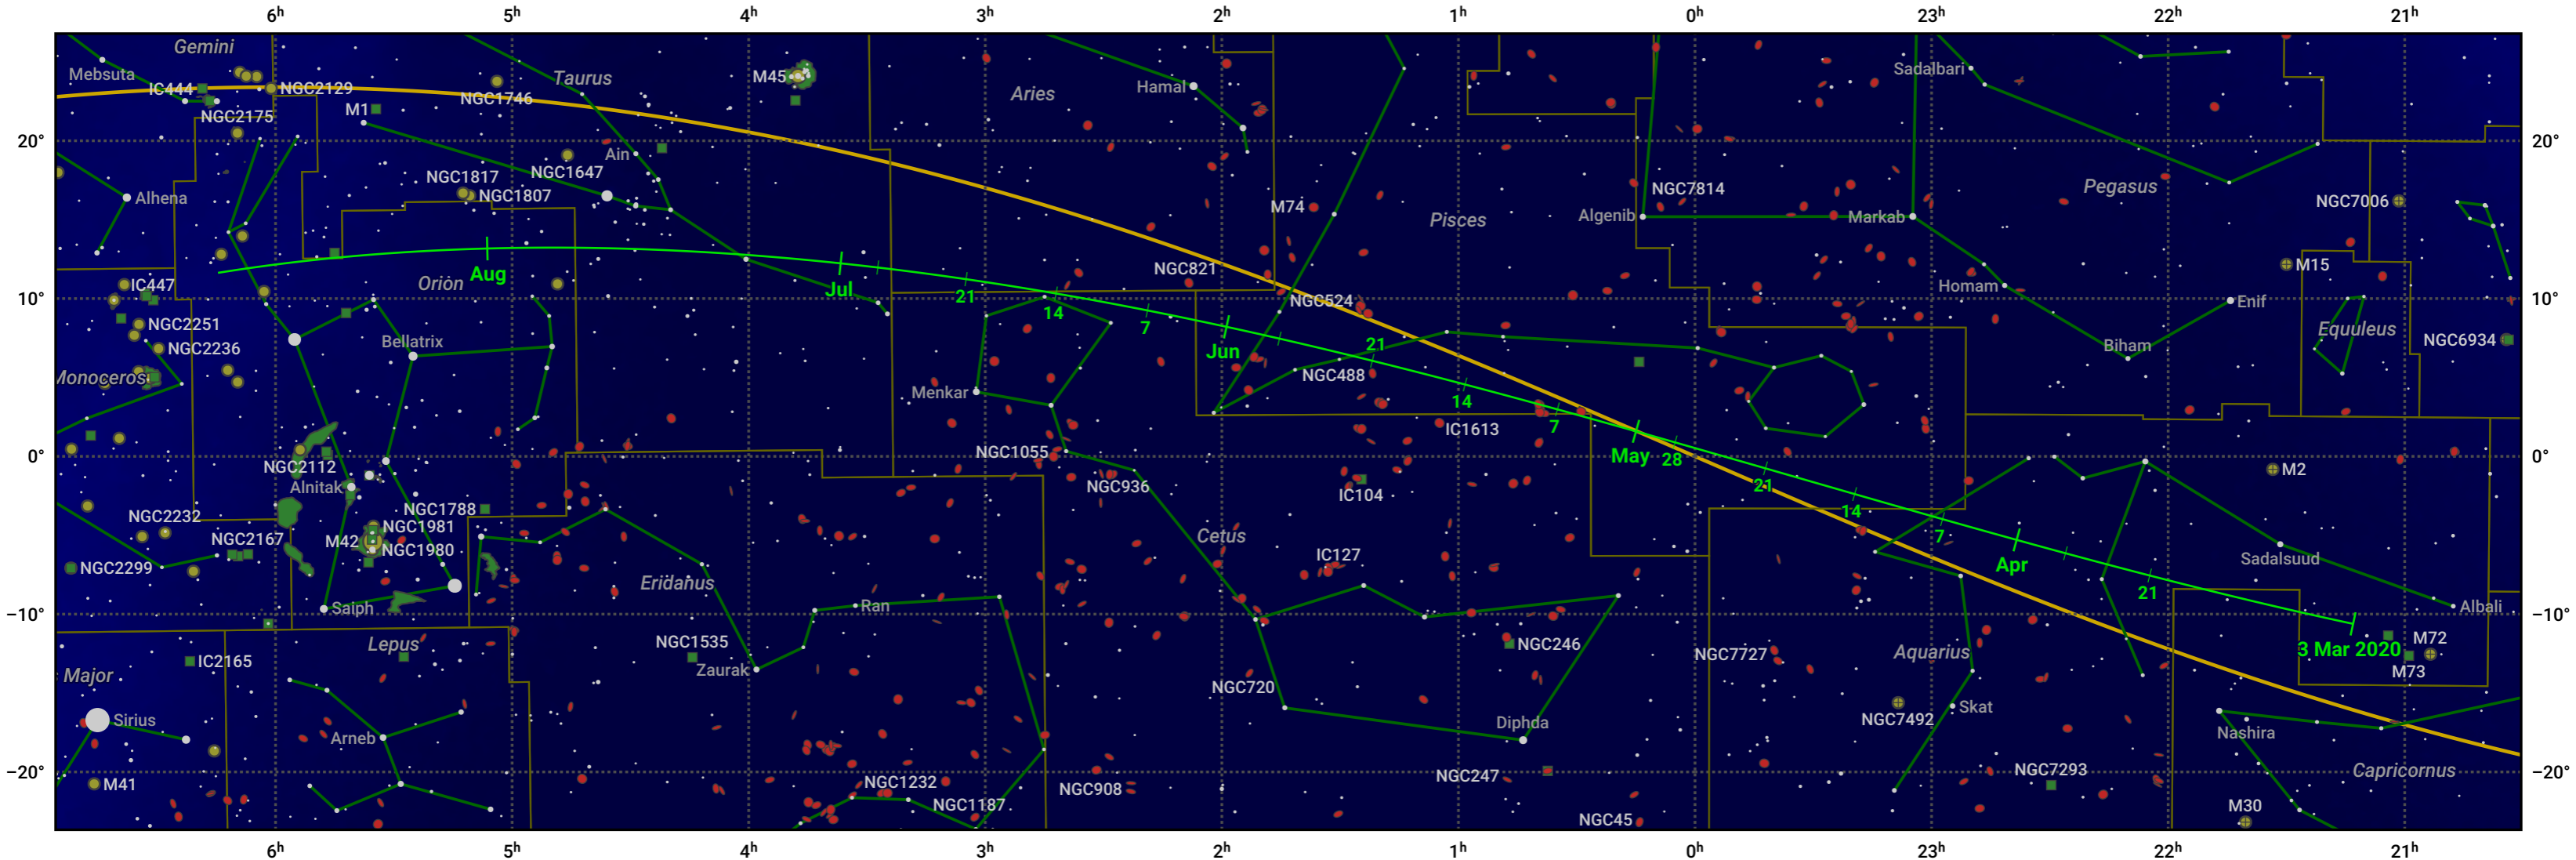 6h 5h 4h 3h 2h 1h 0h 23h 22h 21h
Gemini
Mebsuta
IC444
NGC2129
NGC2175
M1
NGC1746
Taurus
M45
Aries
Hamal
Sadalbari
20°
20°
Ain
NGC1647
NGC1817
NGC1807
Alhena
M74
Pisces
Algenib
NGC7814
Markab
Pegasus
NGC7006
Aug
Orion
Jul
21
14
7
Jun
NGC821
NGC524
21
NGC488
14
7
IC1613
May
28
21
14
7
Apr
21
3 Mar 2020
M15
Homam
Enif
10°
10°
IC447
NGC2251
NGC2236
Monoceros
Bellatrix
Menkar
Biham
Equuleus
NGC6934
0°
0°
NGC2112
Alnitak
NGC1788
NGC1981
M42
NGC1980
NGC2232
NGC2167
NGC2299
NGC1055
NGC936
IC104
Cetus
IC127
M2
Sadalsuud
Albali
Eridanus
Ran
Saiph
−10°
−10°
Lepus
NGC1535
Zaurak
IC2165
Major
Sirius
Arneb
M41
NGC720
NGC246
Diphda
NGC7727
Aquarius
NGC7492
Skat
M72
M73
Nashira
Capricornus
−20°
−20°
NGC1232
NGC1187
NGC908
NGC247
NGC45
NGC7293
M30
6h 5h 4h 3h 2h 1h 0h 23h 22h 21h